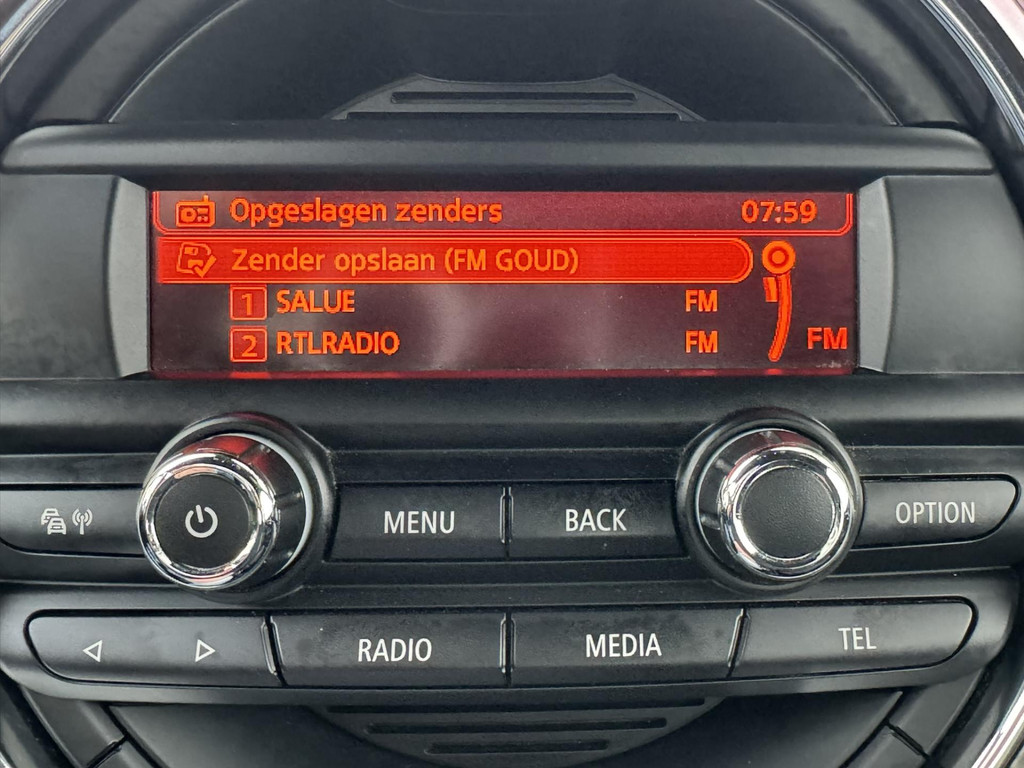 Opgeslagen zenders 07:59
Zender opslaan (FM GOUD)
1 SALUE FM
2 RTLRADIO FM FM
MENU BACK OPTION
RADIO MEDIA TEL